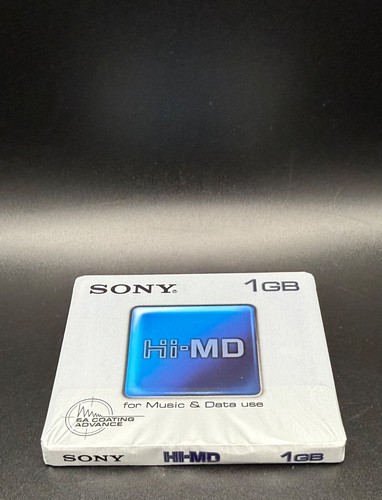 SONY®
1GB
Hi-MD
for Music & Data use
SA COATING
ADVANCE
SONY HI-MD 1GB